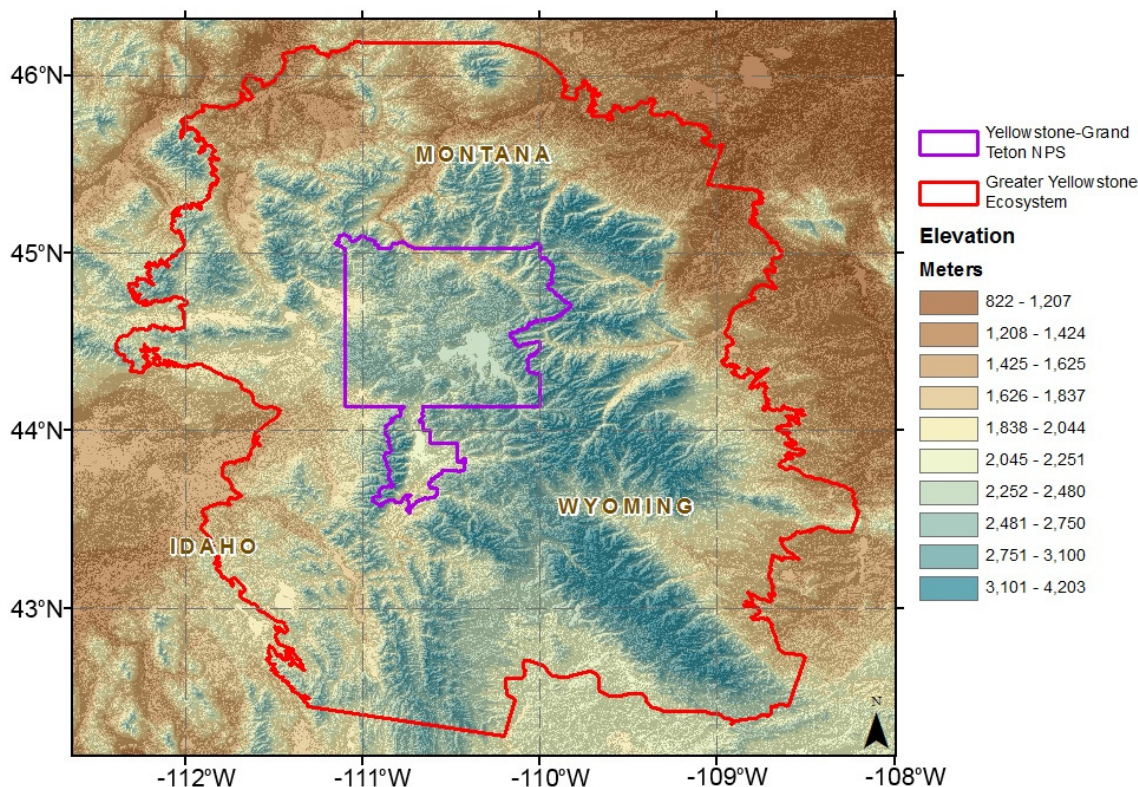 46°N
45°N
44°N
43°N
-112°W
-111°W
-110°W
-109°W
-108°W
MONTANA
WYOMING
IDAHO
N
Yellowstone-Grand
Teton NPS
Greater Yellowstone
Ecosystem
Elevation
Meters
822 - 1,207
1,208 - 1,424
1,425 - 1,625
1,626 - 1,837
1,838 - 2,044
2,045 - 2,251
2,252 - 2,480
2,481 - 2,750
2,751 - 3,100
3,101 - 4,203